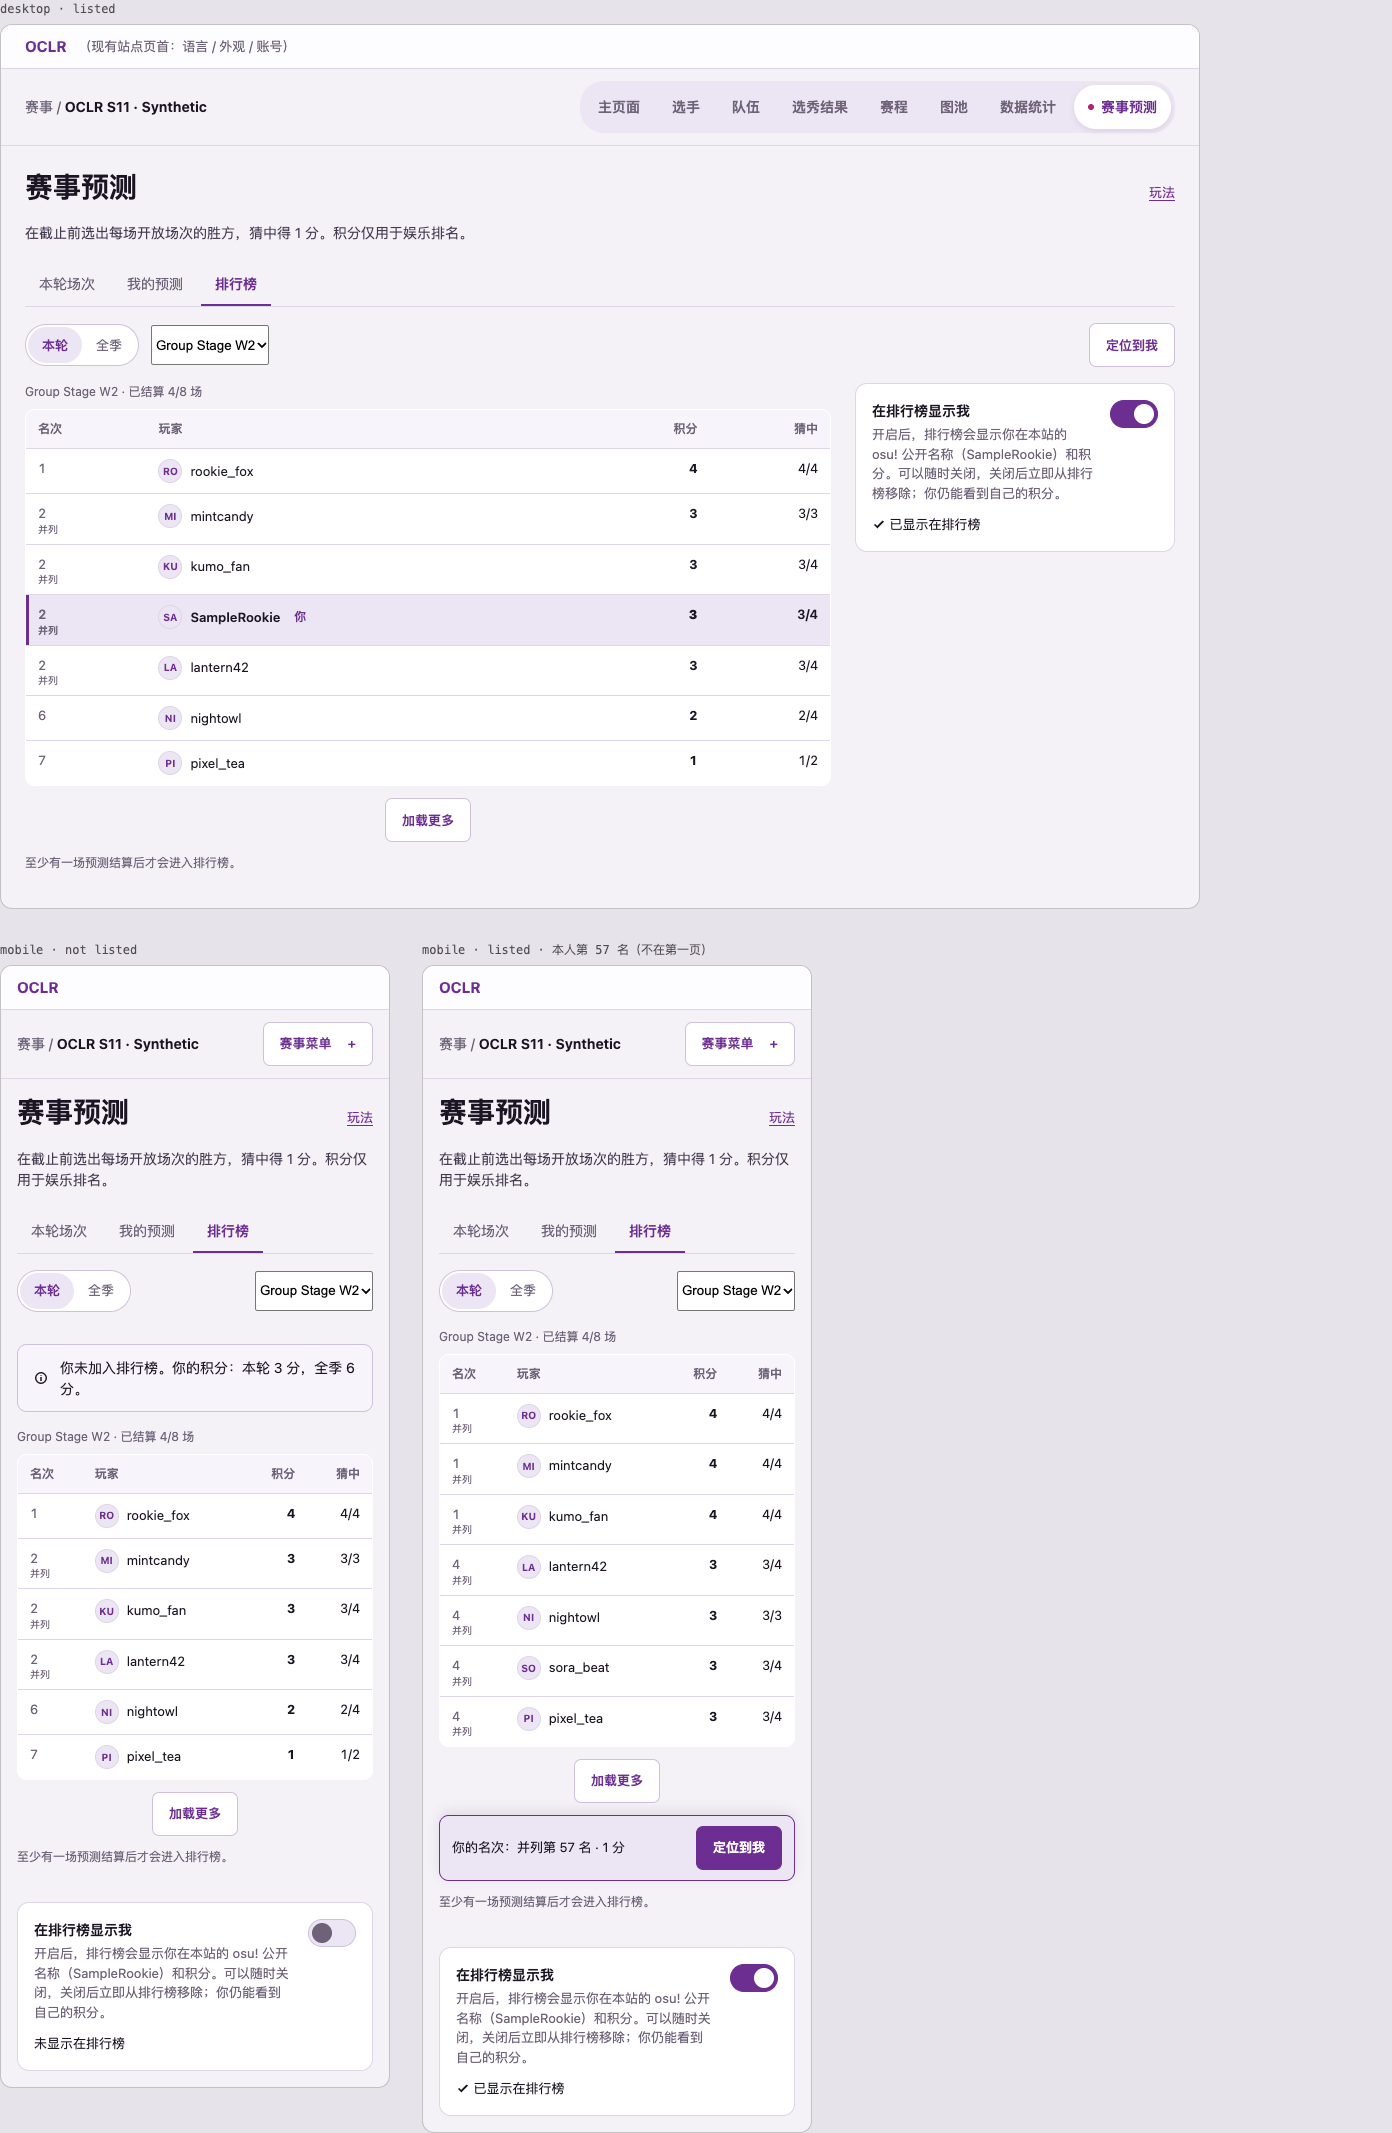 desktop · listed
OCLR （现有站点页首：语言 / 外观 / 账号）
赛事 / OCLR S11 · Synthetic 主页面 选手 队伍 选秀结果 赛程 图池 数据统计 赛事预测
赛事预测 玩法
在截止前选出每场开放场次的胜方，猜中得 1 分。积分仅用于娱乐排名。
本轮场次 我的预测 排行榜
本轮 全季 Group Stage W2 定位到我
Group Stage W2 · 已结算 4/8 场
名次 玩家 积分 猜中
1 RO rookie_fox 4 4/4
2 并列 MI mintcandy 3 3/3
2 并列 KU kumo_fan 3 3/4
2 并列 SA SampleRookie 你 3 3/4
2 并列 LA lantern42 3 3/4
6 NI nightowl 2 2/4
7 PI pixel_tea 1 1/2
加载更多
至少有一场预测结算后才会进入排行榜。
在排行榜显示我
开启后，排行榜会显示你在本站的
osu! 公开名称（SampleRookie）和积
分。可以随时关闭，关闭后立即从排行
榜移除；你仍能看到自己的积分。
已显示在排行榜
mobile · not listed
OCLR
赛事 / OCLR S11 · Synthetic 赛事菜单 +
赛事预测 玩法
在截止前选出每场开放场次的胜方，猜中得 1 分。积分仅
用于娱乐排名。
本轮场次 我的预测 排行榜
本轮 全季 Group Stage W2
你未加入排行榜。你的积分：本轮 3 分，全季 6
分。
Group Stage W2 · 已结算 4/8 场
名次 玩家 积分 猜中
1 RO rookie_fox 4 4/4
2 并列 MI mintcandy 3 3/3
2 并列 KU kumo_fan 3 3/4
2 并列 LA lantern42 3 3/4
6 NI nightowl 2 2/4
7 PI pixel_tea 1 1/2
加载更多
至少有一场预测结算后才会进入排行榜。
在排行榜显示我
开启后，排行榜会显示你在本站的 osu! 公开
名称（SampleRookie）和积分。可以随时关
闭，关闭后立即从排行榜移除；你仍能看到
自己的积分。
未显示在排行榜
mobile · listed · 本人第 57 名（不在第一页）
OCLR
赛事 / OCLR S11 · Synthetic 赛事菜单 +
赛事预测 玩法
在截止前选出每场开放场次的胜方，猜中得 1 分。积分仅
用于娱乐排名。
本轮场次 我的预测 排行榜
本轮 全季 Group Stage W2
Group Stage W2 · 已结算 4/8 场
名次 玩家 积分 猜中
1 并列 RO rookie_fox 4 4/4
1 并列 MI mintcandy 4 4/4
1 并列 KU kumo_fan 4 4/4
4 并列 LA lantern42 3 3/4
4 并列 NI nightowl 3 3/3
4 并列 SO sora_beat 3 3/4
4 并列 PI pixel_tea 3 3/4
加载更多
你的名次：并列第 57 名 · 1 分 定位到我
至少有一场预测结算后才会进入排行榜。
在排行榜显示我
开启后，排行榜会显示你在本站的 osu! 公开
名称（SampleRookie）和积分。可以随时关
闭，关闭后立即从排行榜移除；你仍能看到
自己的积分。
已显示在排行榜